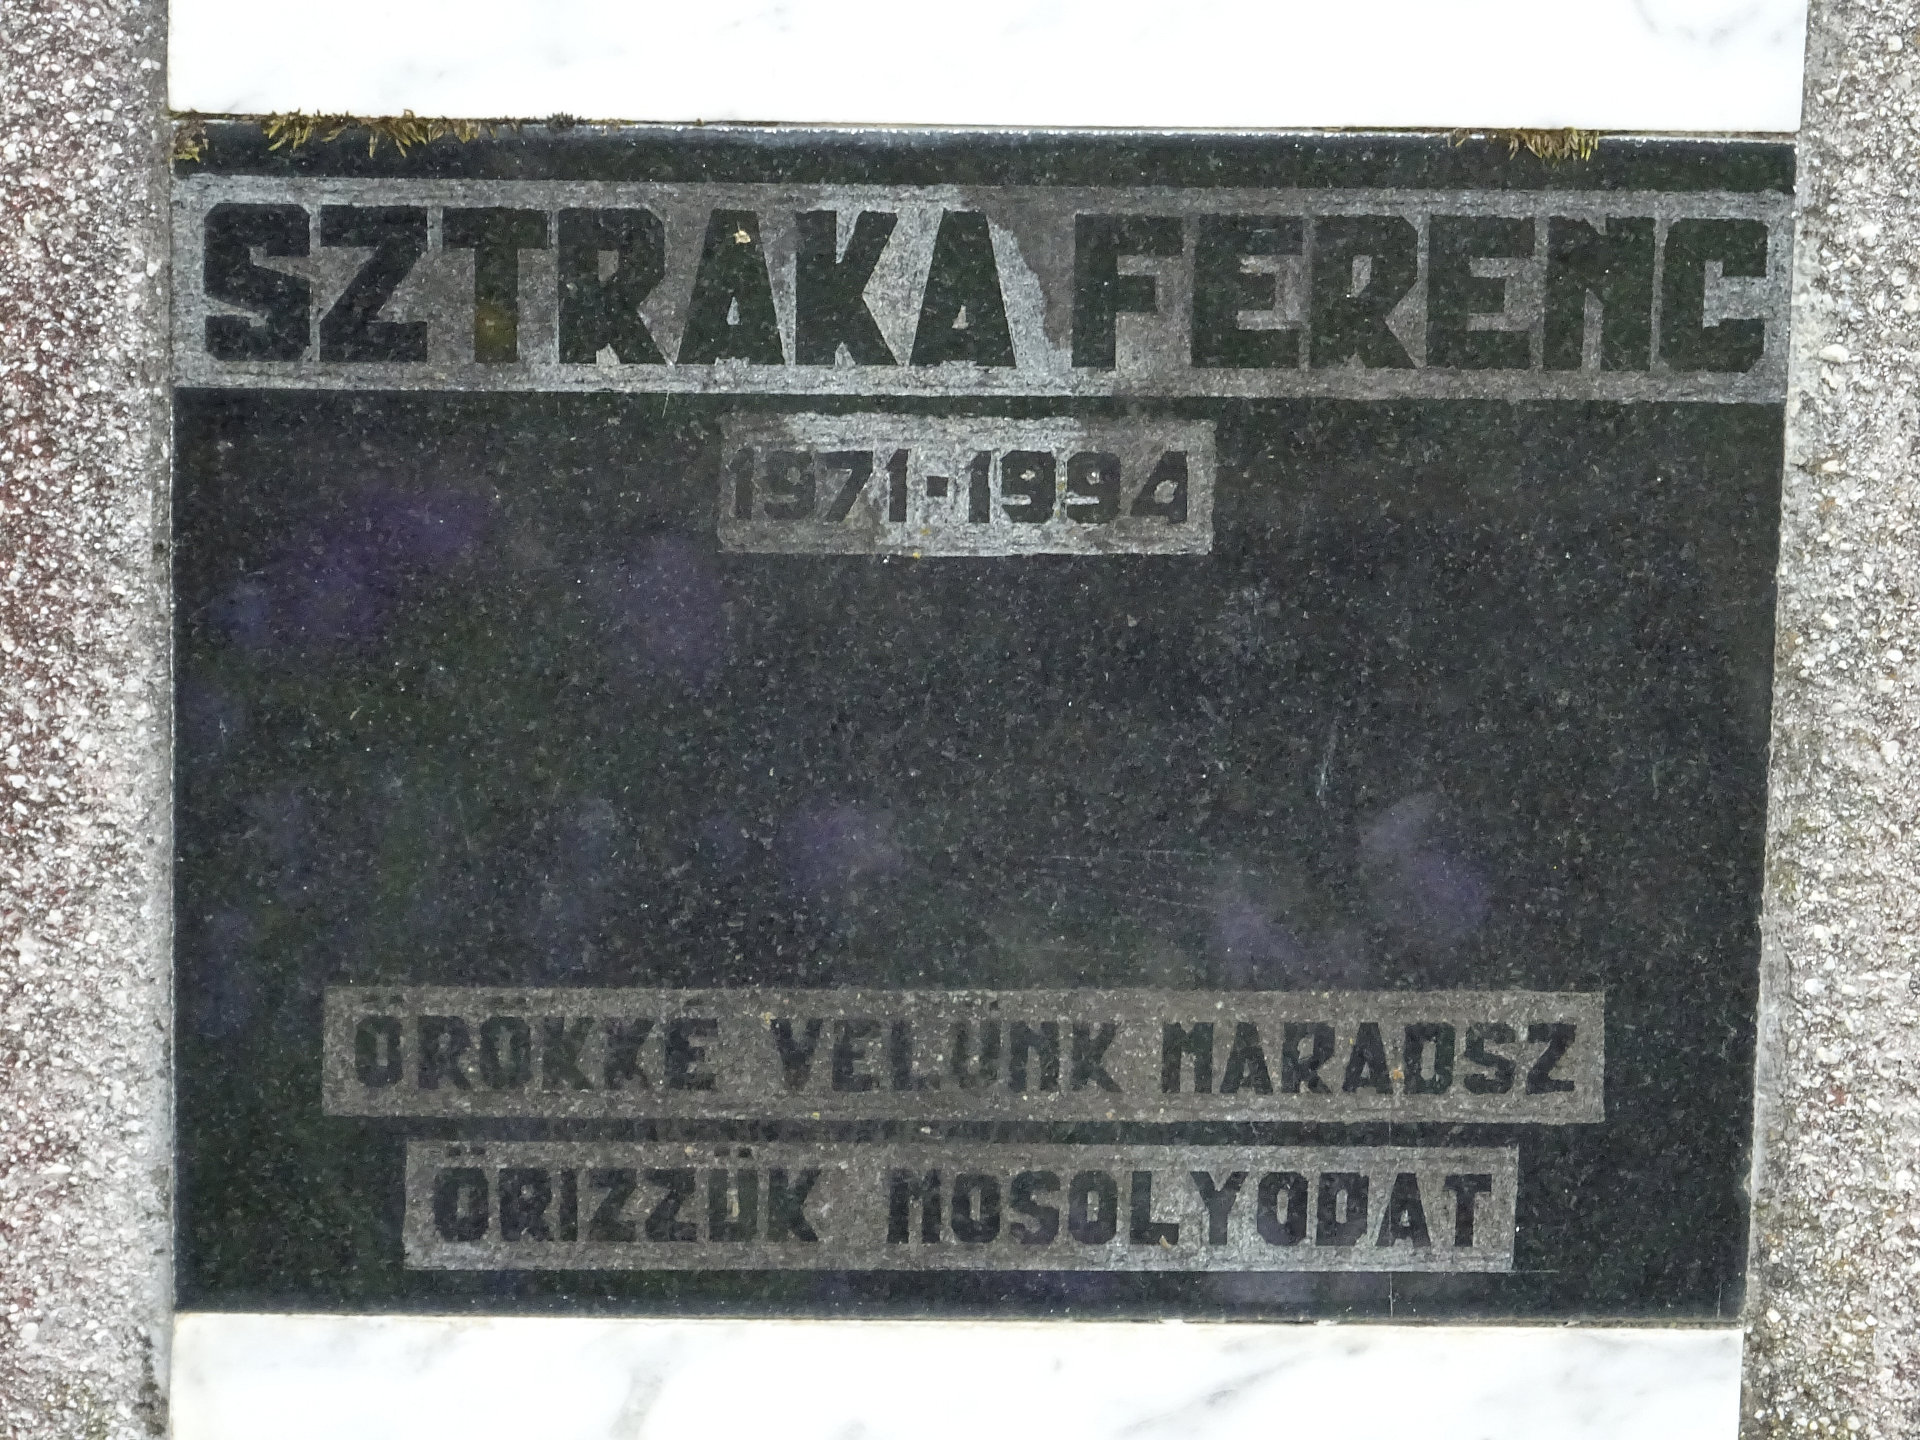 SZTRAKA FERENC
1971-1994
ÖRÖKKÉ VELÜNK MARADSZ
ŐRIZZÜK MOSOLYODAT